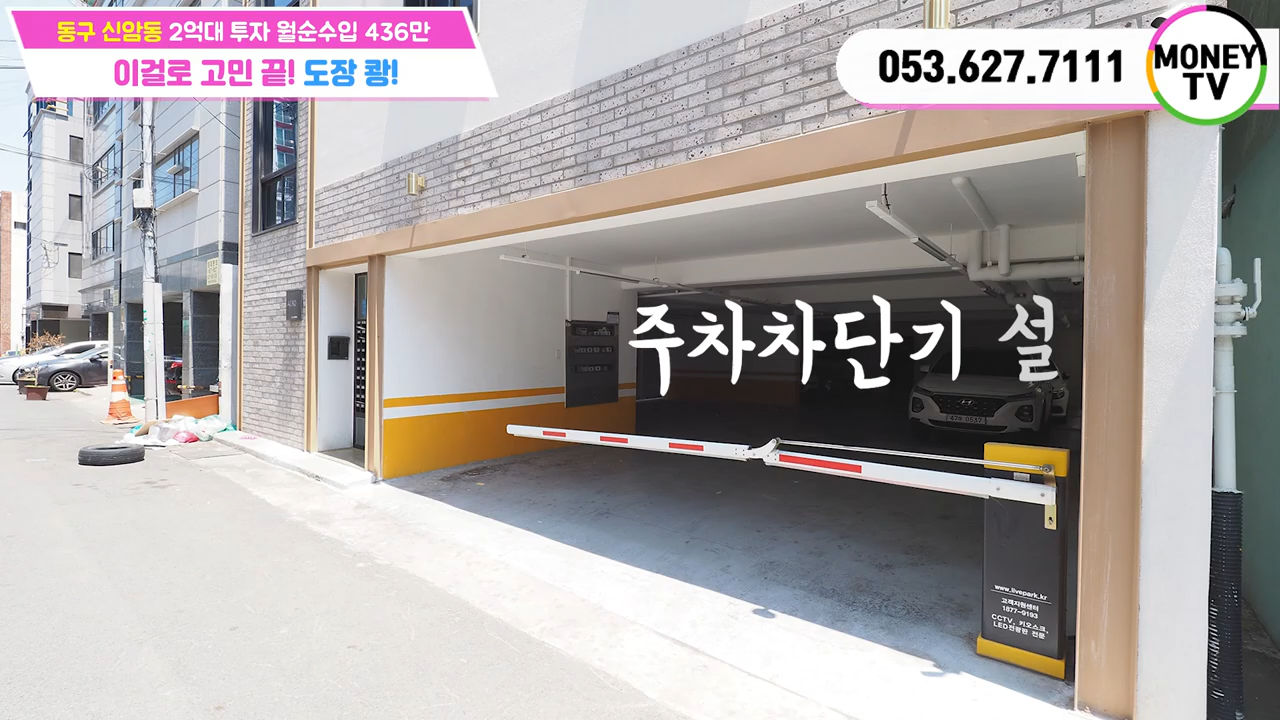 동구 신암동 2억대 투자 월순수입 436만
이걸로 고민 끝! 도장 쾅!
053.627.7111
MONEY
TV
주차차단기 설
www.livepark.kr
고객지원센터
1877-9193
CCTV, 키오스크,
LED전광판 전문